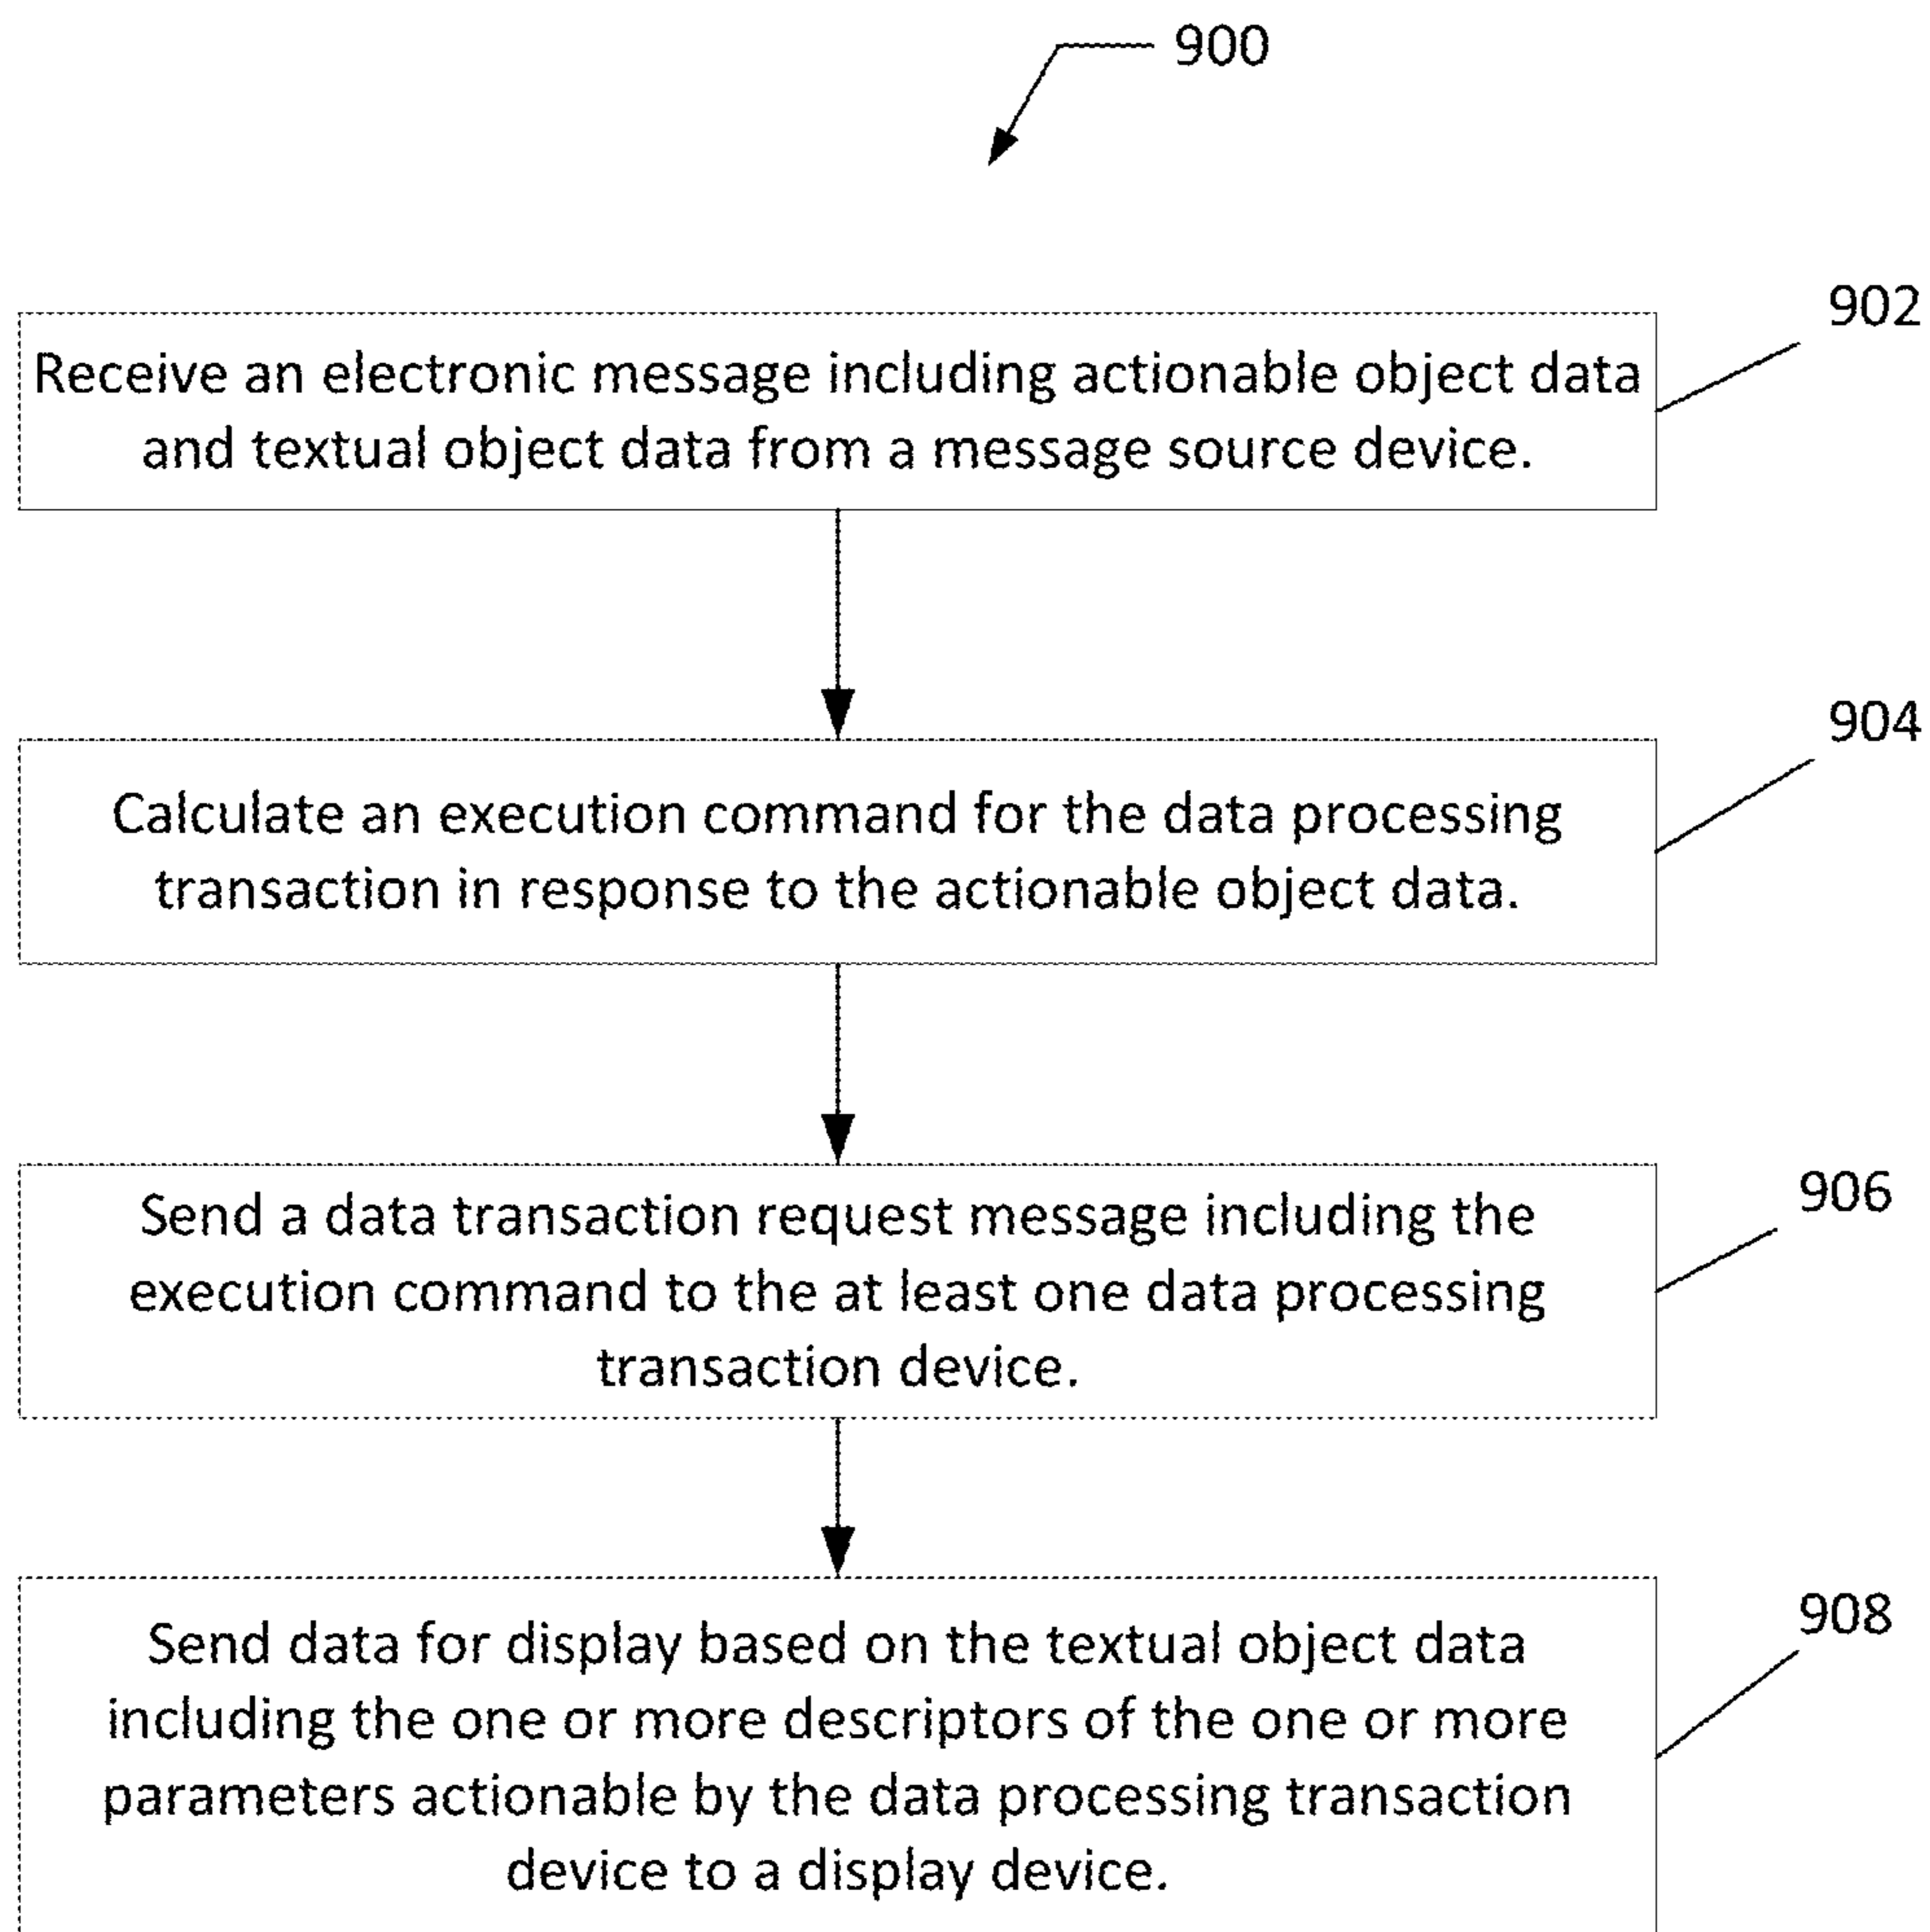 900
902
Receive an electronic message including actionable object data
and textual object data from a message source device.
904
Calculate an execution command for the data processing
transaction in response to the actionable object data.
906
Send a data transaction request message including the
execution command to the at least one data processing
transaction device.
908
Send data for display based on the textual object data
including the one or more descriptors of the one or more
parameters actionable by the data processing transaction
device to a display device.